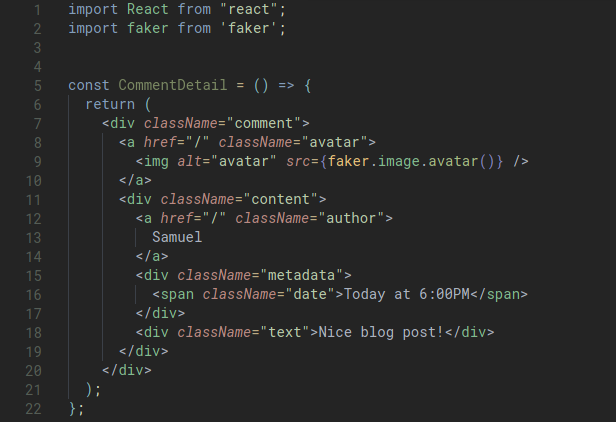 1 import React from "react";
2 import faker from 'faker';
3
4
5 const CommentDetail = () => {
6   return (
7     <div className="comment">
8       <a href="/" className="avatar">
9         <img alt="avatar" src={faker.image.avatar()} />
10       </a>
11       <div className="content">
12         <a href="/" className="author">
13           Samuel
14         </a>
15         <div className="metadata">
16           <span className="date">Today at 6:00PM</span>
17         </div>
18         <div className="text">Nice blog post!</div>
19       </div>
20     </div>
21   );
22 };